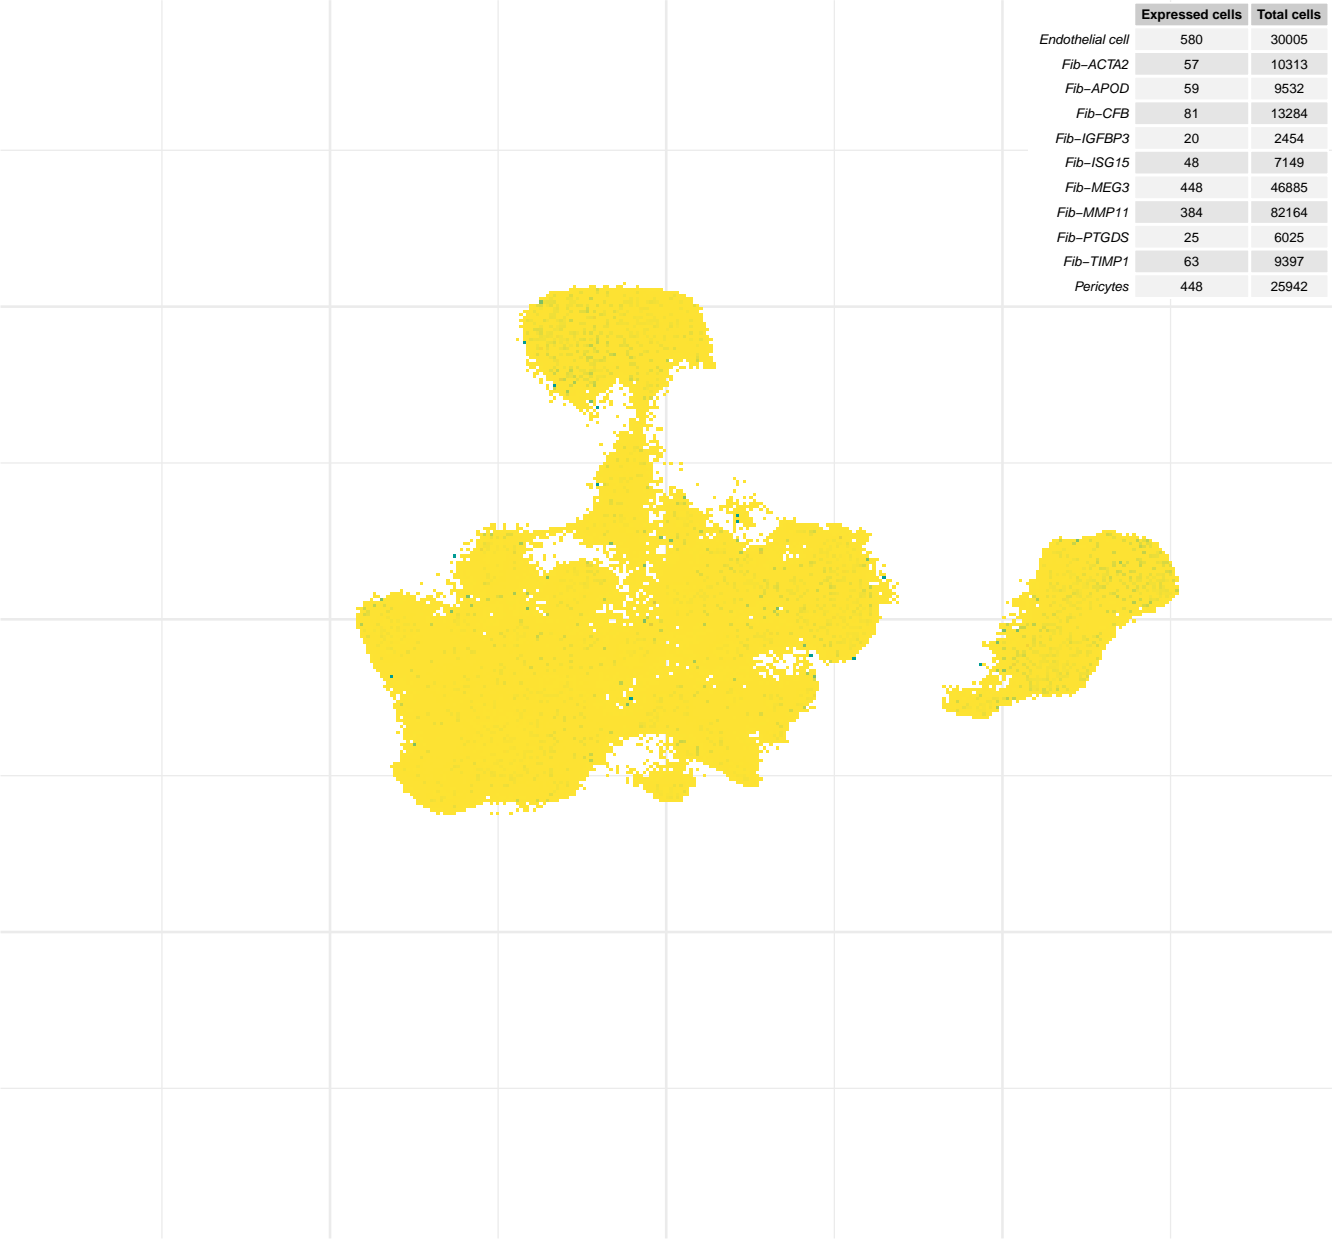 Expressed cells Total cells
Endothelial cell 580 30005
Fib−ACTA2 57 10313
Fib−APOD 59 9532
Fib−CFB 81 13284
Fib−IGFBP3 20 2454
Fib−ISG15 48 7149
Fib−MEG3 448 46885
Fib−MMP11 384 82164
Fib−PTGDS 25 6025
Fib−TIMP1 63 9397
Pericytes 448 25942